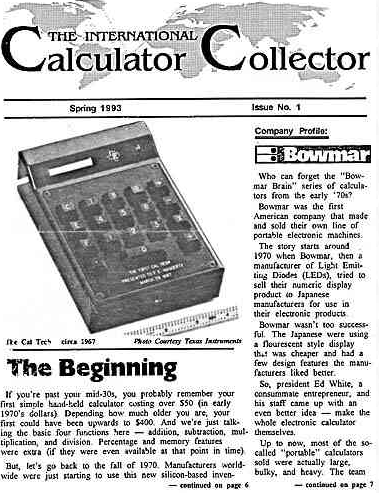 THE INTERNATIONAL
Calculator Collector
Spring 1993
Issue No. 1
THE FIRST CAL TECH
PRESENTED TO
MARCH 29, 1967
The Cal Tech circa 1967 Photo Courtesy Texas Instruments
The Beginning
If you're past your mid-30s, you probably remember your
first simple hand-held calculator costing over $50 (in early
1970's dollars). Depending how much older you are, your
first could have been upwards to $400. And we're just talk-
ing the basic four functions here — addition, subtraction, mul-
tiplication, and division. Percentage and memory features
were extra (if they were even available at that point in time).
But, let's go back to the fall of 1970. Manufacturers world-
wide were just starting to use this new silicon-based inven-
— continued on page 6
Company Profile:
Bowmar
Who can forget the "Bow-
mar Brain" series of calcula-
tors from the early '70s?
Bowmar was the first
American company that made
and sold their own line of
portable electronic machines.
The story starts around
1970 when Bowmar, then a
manufacturer of Light Emit-
ting Diodes (LEDs), tried to
sell their numeric display
product to Japanese
manufacturers for use in
their electronic products.
Bowmar wasn't too success-
ful. The Japanese were using
a flourescent style display
that was cheaper and had a
few design features the manu-
facturers liked better.
So, president Ed White, a
consummate entrepreneur, and
his staff came up with an
even better idea — make the
whole electronic calculator
themselves.
Up to now, most of the so-
called "portable" calculators
sold were actually large,
bulky, and heavy. The team
— continued on page 7